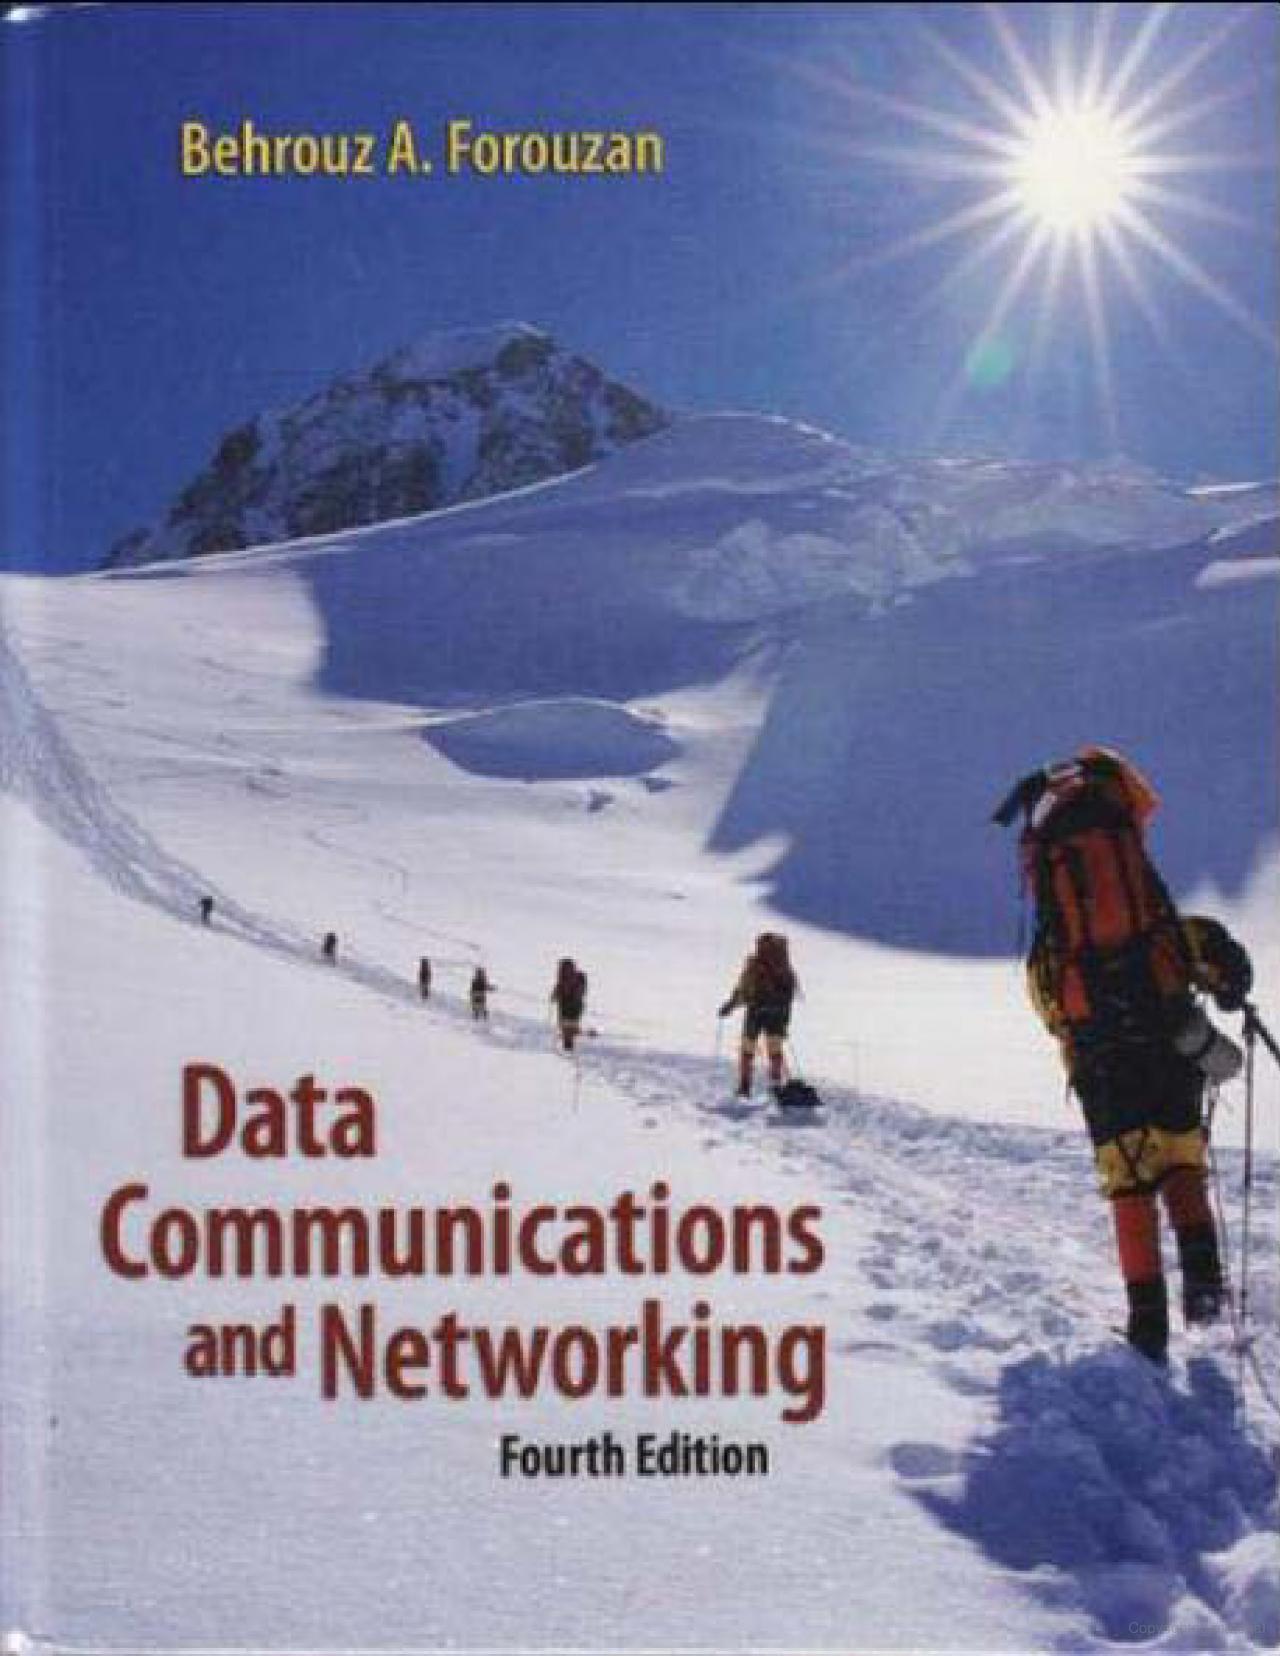 Behrouz A. Forouzan
Data
Communications
and Networking
Fourth Edition